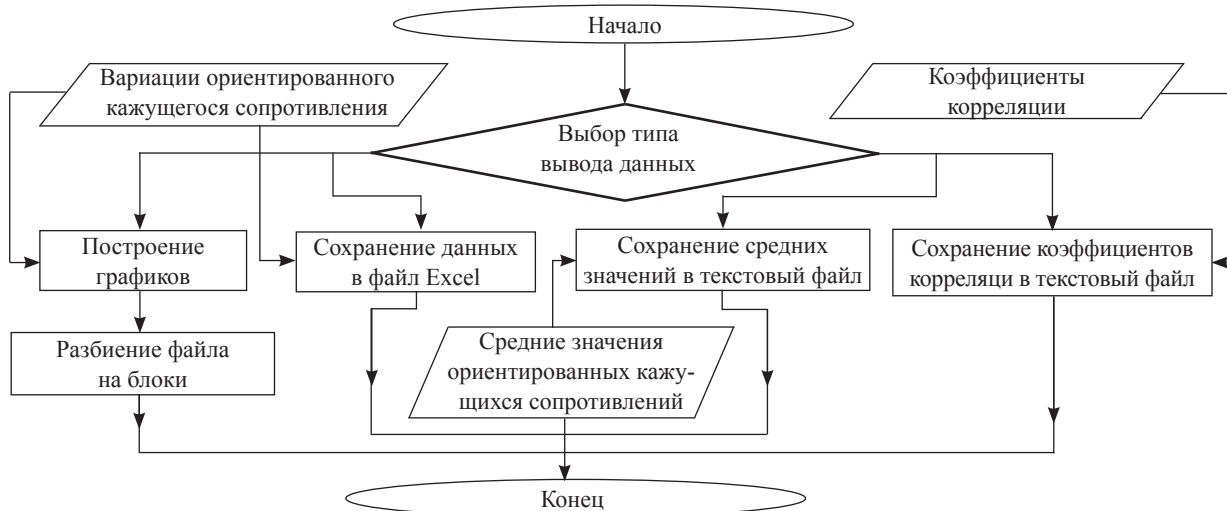 Начало
Вариации ориентированного
кажущегося сопротивления
Коэффициенты
корреляции
Выбор типа
вывода данных
Построение
графиков
Сохранение данных
в файл Excel
Сохранение средних
значений в текстовый файл
Сохранение коэффициентов
корреляци в текстовый файл
Разбиение файла
на блоки
Средние значения
ориентированных кажу-
щихся сопротивлений
Конец